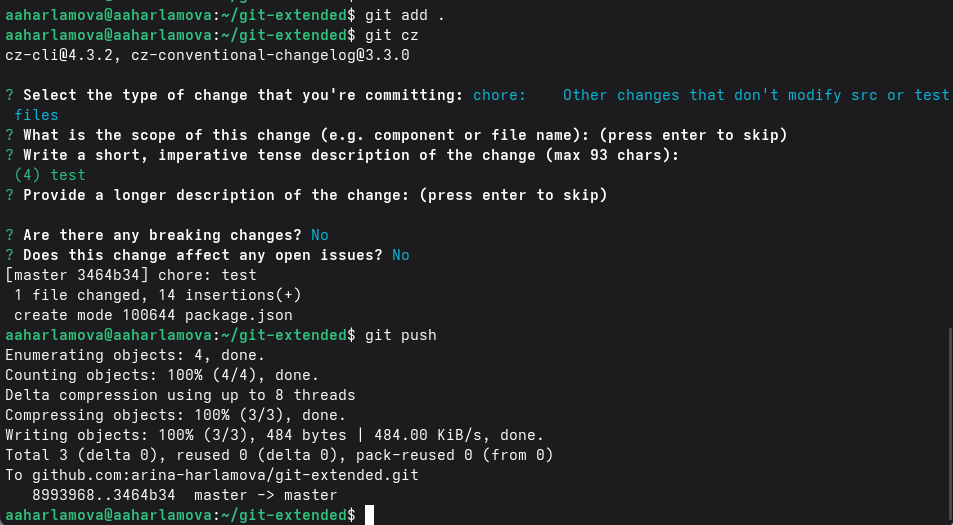 aaharlamova@aaharlamova:~/git-extended$ git add .
aaharlamova@aaharlamova:~/git-extended$ git cz
cz-cli@4.3.2, cz-conventional-changelog@3.3.0

? Select the type of change that you're committing: chore:    Other changes that don't modify src or test
 files
? What is the scope of this change (e.g. component or file name): (press enter to skip)
? Write a short, imperative tense description of the change (max 93 chars):
 (4) test
? Provide a longer description of the change: (press enter to skip)

? Are there any breaking changes? No
? Does this change affect any open issues? No
[master 3464b34] chore: test
 1 file changed, 14 insertions(+)
 create mode 100644 package.json
aaharlamova@aaharlamova:~/git-extended$ git push
Enumerating objects: 4, done.
Counting objects: 100% (4/4), done.
Delta compression using up to 8 threads
Compressing objects: 100% (3/3), done.
Writing objects: 100% (3/3), 484 bytes | 484.00 KiB/s, done.
Total 3 (delta 0), reused 0 (delta 0), pack-reused 0 (from 0)
To github.com:arina-harlamova/git-extended.git
   8993968..3464b34  master -> master
aaharlamova@aaharlamova:~/git-extended$